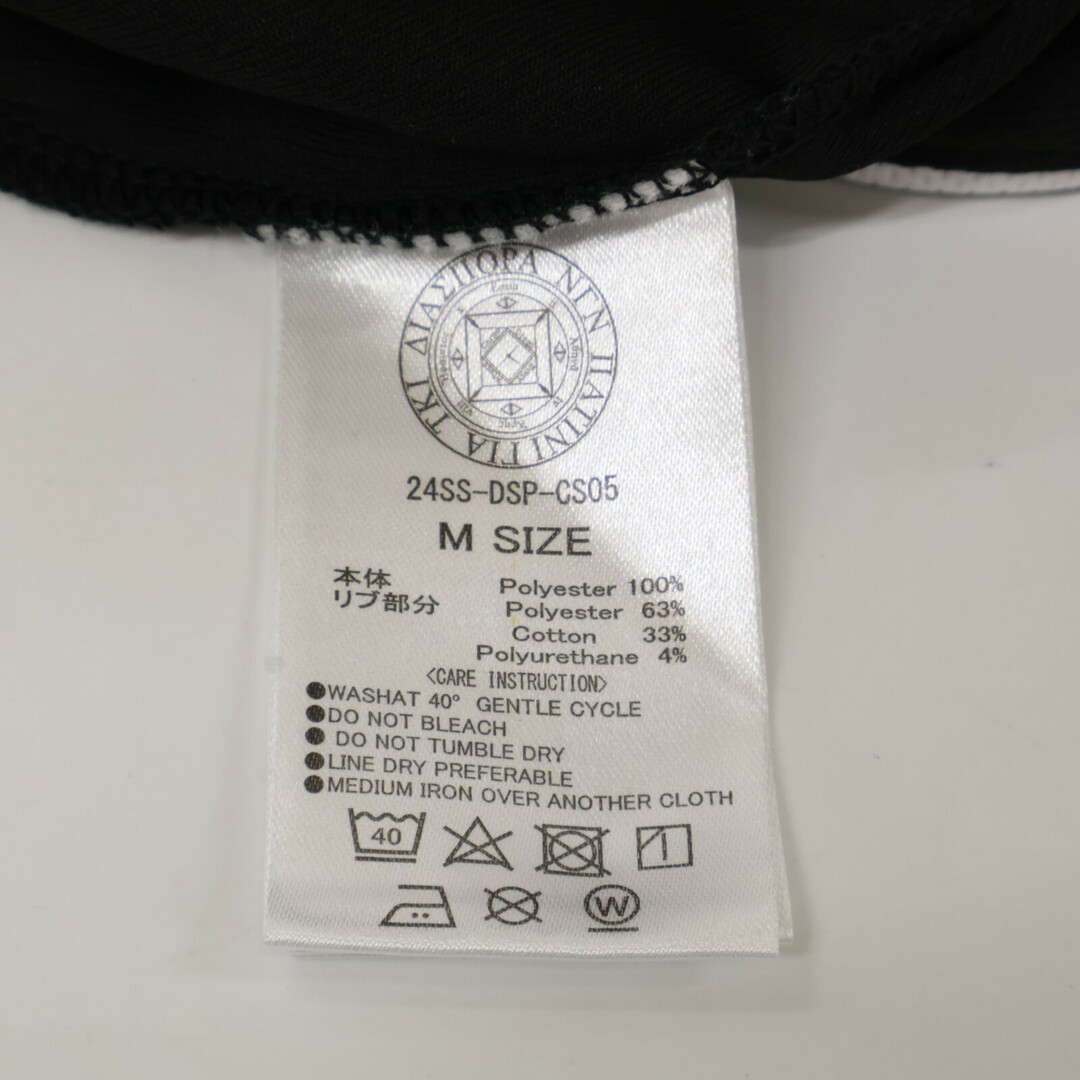 ΤΚΙ ΔΙΑΣΠΟΡΑ ΝΓΝ ΠΑΤΙΝΙΤΙΑ
24SS-DSP-CS05
M SIZE
本体 Polyester 100%
リブ部分 Polyester 63%
Cotton 33%
Polyurethane 4%
<CARE INSTRUCTION>
●WASHAT 40° GENTLE CYCLE
●DO NOT BLEACH
● DO NOT TUMBLE DRY
●LINE DRY PREFERABLE
●MEDIUM IRON OVER ANOTHER CLOTH
40
W